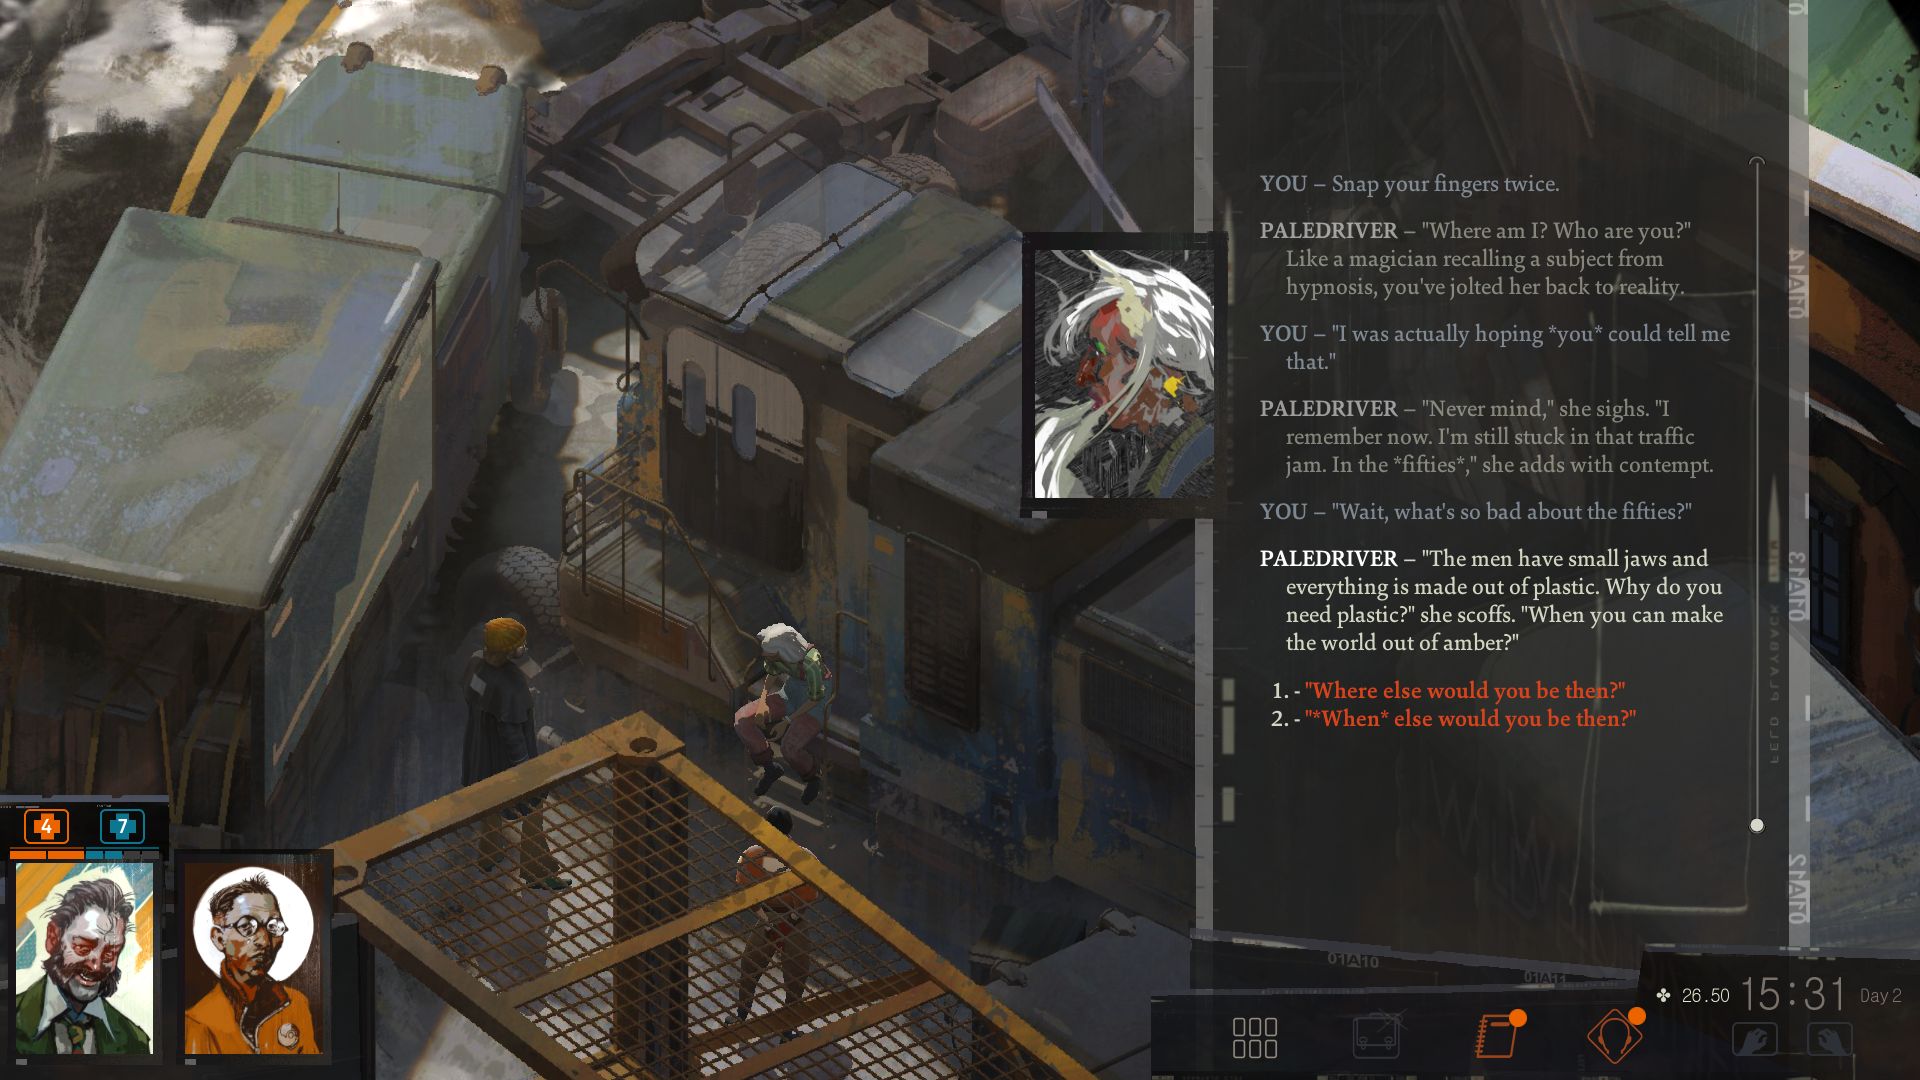 YOU – Snap your fingers twice.
PALEDRIVER – "Where am I? Who are you?"
Like a magician recalling a subject from
hypnosis, you've jolted her back to reality.
YOU – "I was actually hoping *you* could tell me
that."
PALEDRIVER – "Never mind," she sighs. "I
remember now. I'm still stuck in that traffic
jam. In the *fifties*," she adds with contempt.
YOU – "Wait, what's so bad about the fifties?"
PALEDRIVER – "The men have small jaws and
everything is made out of plastic. Why do you
need plastic?" she scoffs. "When you can make
the world out of amber?"
1. - "Where else would you be then?"
2. - "*When* else would you be then?"
4
7
01A10
01A11
26.50
15:31
Day 2